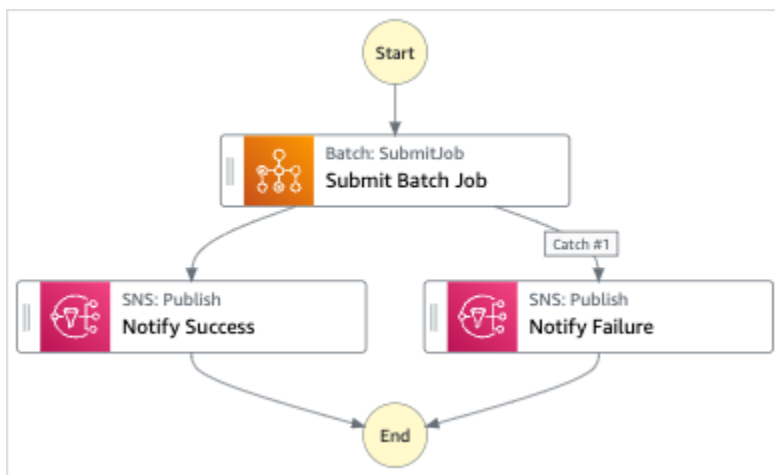 Start
Batch: SubmitJob
Submit Batch Job
Catch #1
SNS: Publish
Notify Success
SNS: Publish
Notify Failure
End